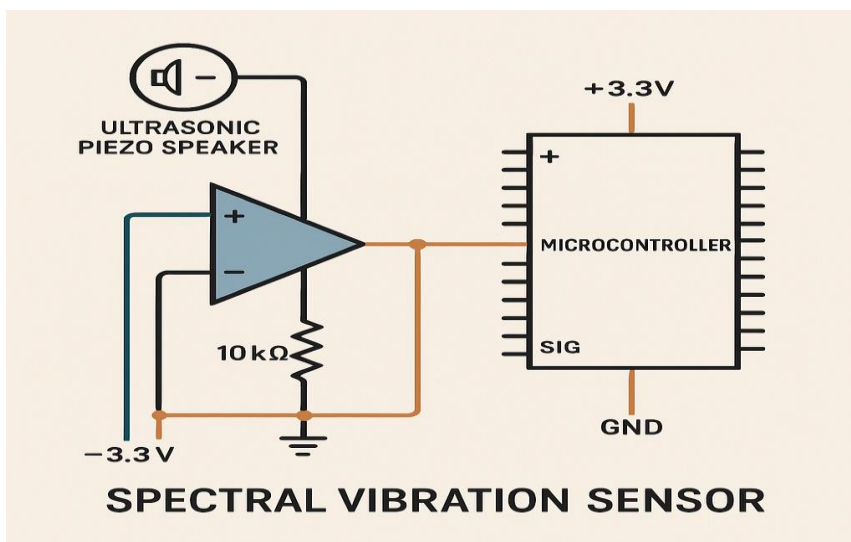 ULTRASONIC
PIEZO SPEAKER
+3.3V
+
+
−
MICROCONTROLLER
10 kΩ
SIG
−3.3 V
GND
SPECTRAL VIBRATION SENSOR